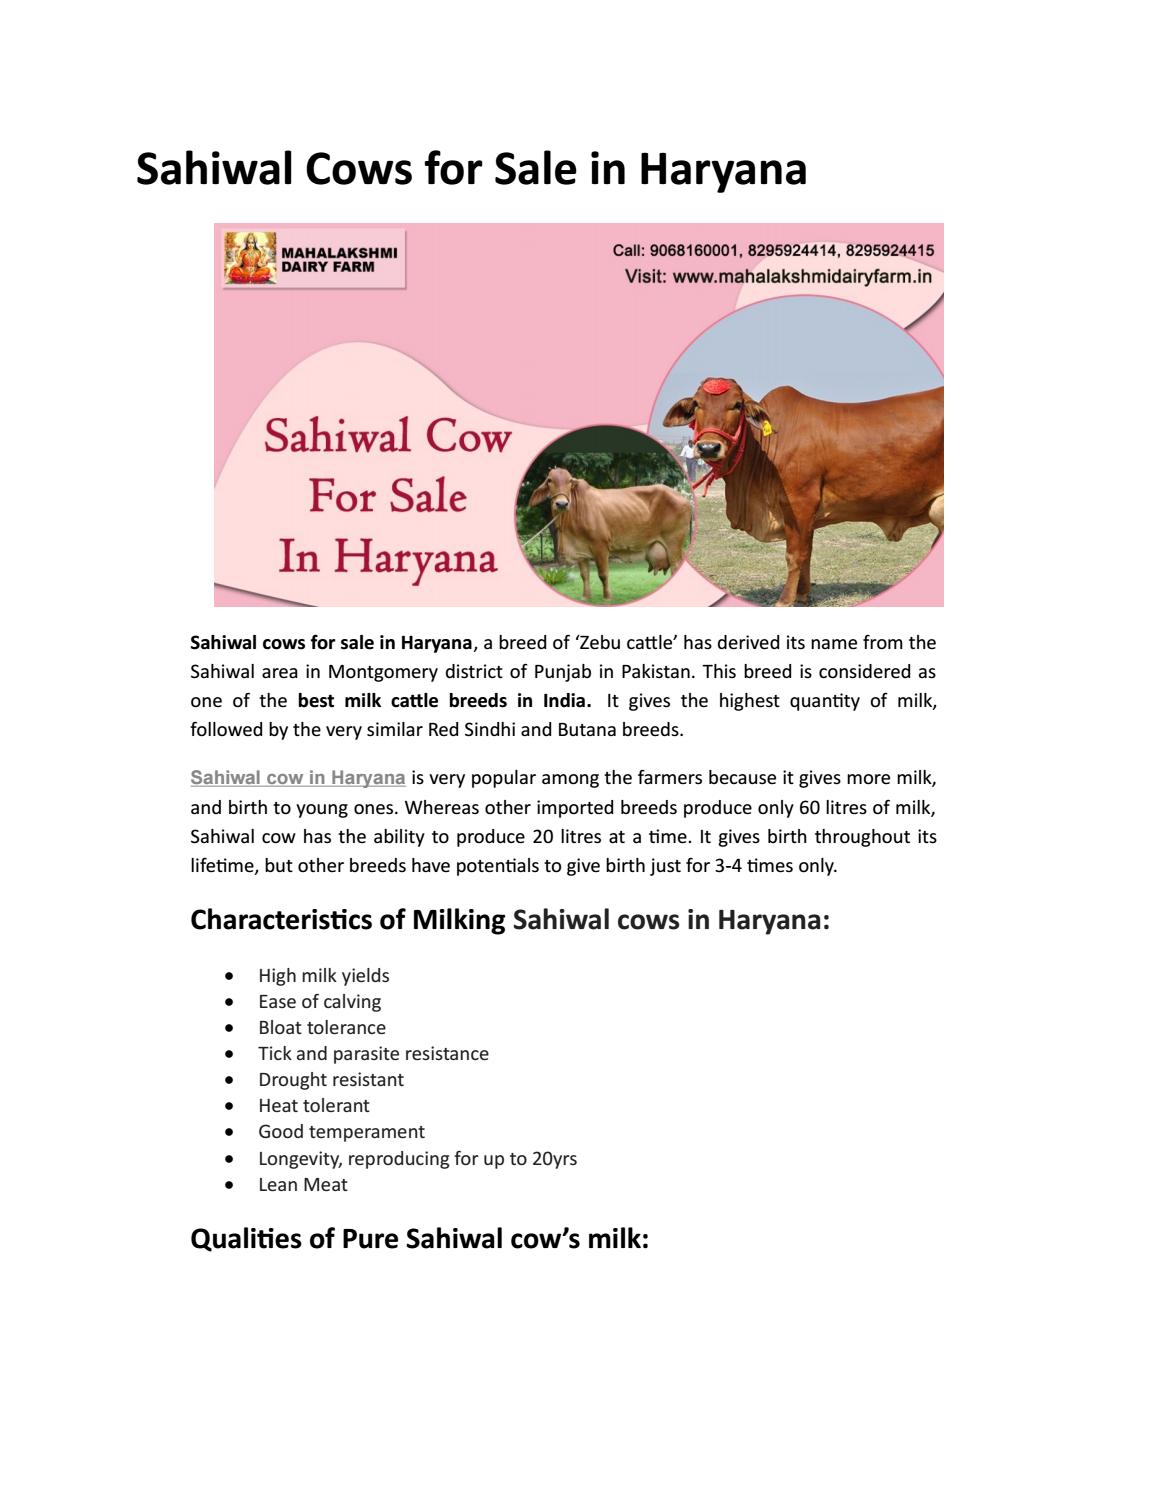 Sahiwal Cows for Sale in Haryana
MAHALAKSHMI
DAIRY FARM
Call: 9068160001, 8295924414, 8295924415
Visit: www.mahalakshmidairyfarm.in
Sahiwal Cow
For Sale
In Haryana
Sahiwal cows for sale in Haryana, a breed of ‘Zebu cattle’ has derived its name from the
Sahiwal area in Montgomery district of Punjab in Pakistan. This breed is considered as
one of the best milk cattle breeds in India. It gives the highest quantity of milk,
followed by the very similar Red Sindhi and Butana breeds.
Sahiwal cow in Haryana is very popular among the farmers because it gives more milk,
and birth to young ones. Whereas other imported breeds produce only 60 litres of milk,
Sahiwal cow has the ability to produce 20 litres at a time. It gives birth throughout its
lifetime, but other breeds have potentials to give birth just for 3-4 times only.
Characteristics of Milking Sahiwal cows in Haryana:
• High milk yields
• Ease of calving
• Bloat tolerance
• Tick and parasite resistance
• Drought resistant
• Heat tolerant
• Good temperament
• Longevity, reproducing for up to 20yrs
• Lean Meat
Qualities of Pure Sahiwal cow’s milk: